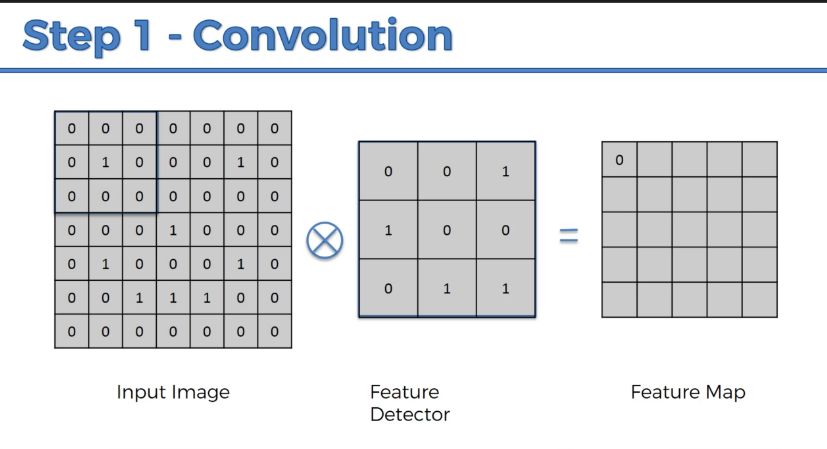 Step 1 - Convolution
0 0 0 0 0 0 0
0 1 0 0 0 1 0
0 0 0 0 0 0 0
0 0 0 1 0 0 0
0 1 0 0 0 1 0
0 0 1 1 1 0 0
0 0 0 0 0 0 0
0 0 1
1 0 0
0 1 1
=
0
Input Image
Feature
Detector
Feature Map